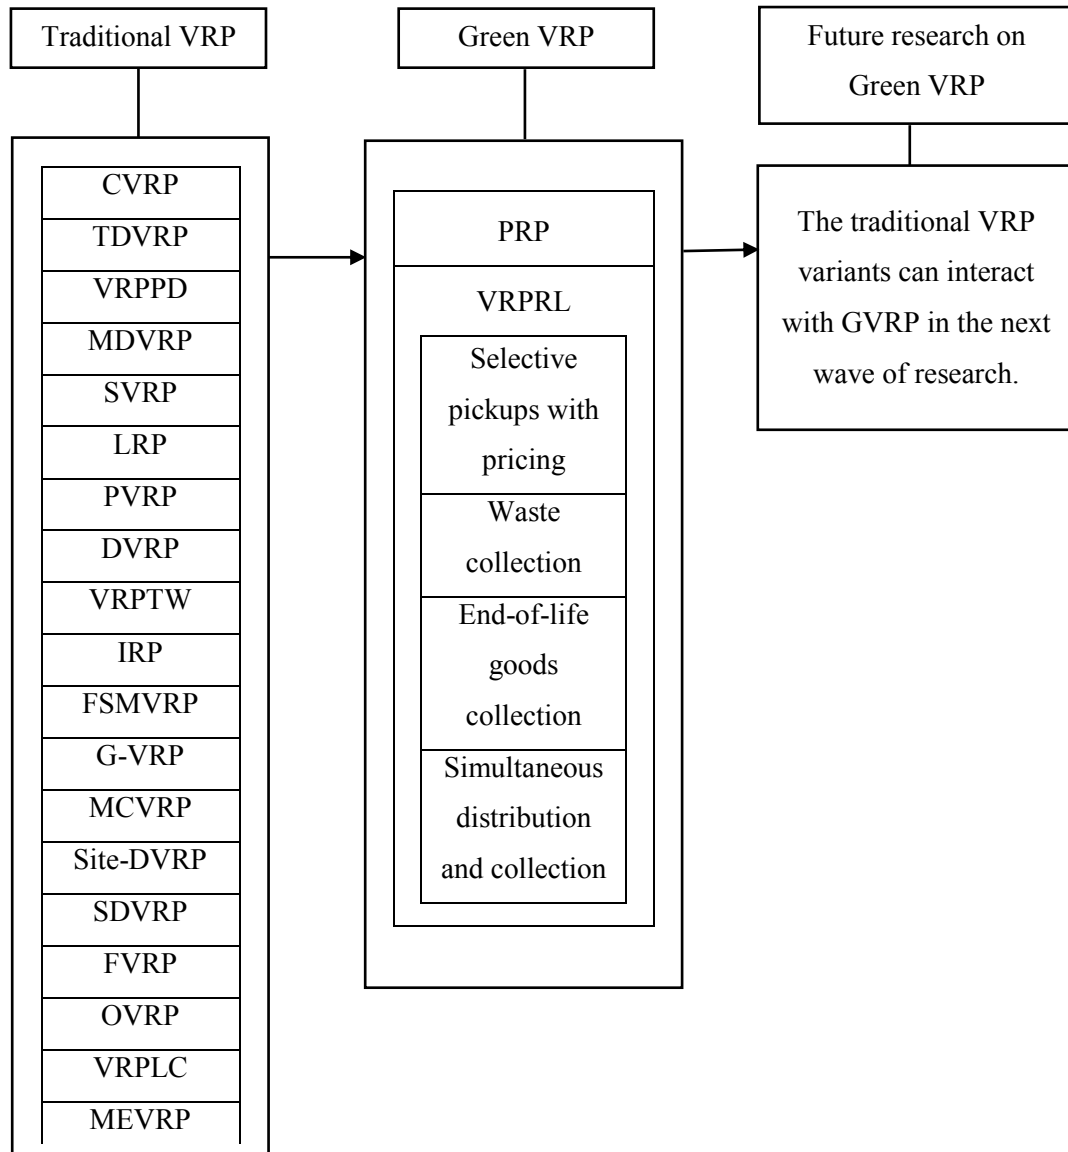 Traditional VRP
CVRP
TDVRP
VRPPD
MDVRP
SVRP
LRP
PVRP
DVRP
VRPTW
IRP
FSMVRP
G-VRP
MCVRP
Site-DVRP
SDVRP
FVRP
OVRP
VRPLC
MEVRP
Green VRP
PRP
VRPRL
Selective
pickups with
pricing
Waste
collection
End-of-life
goods
collection
Simultaneous
distribution
and collection
Future research on
Green VRP
The traditional VRP
variants can interact
with GVRP in the next
wave of research.